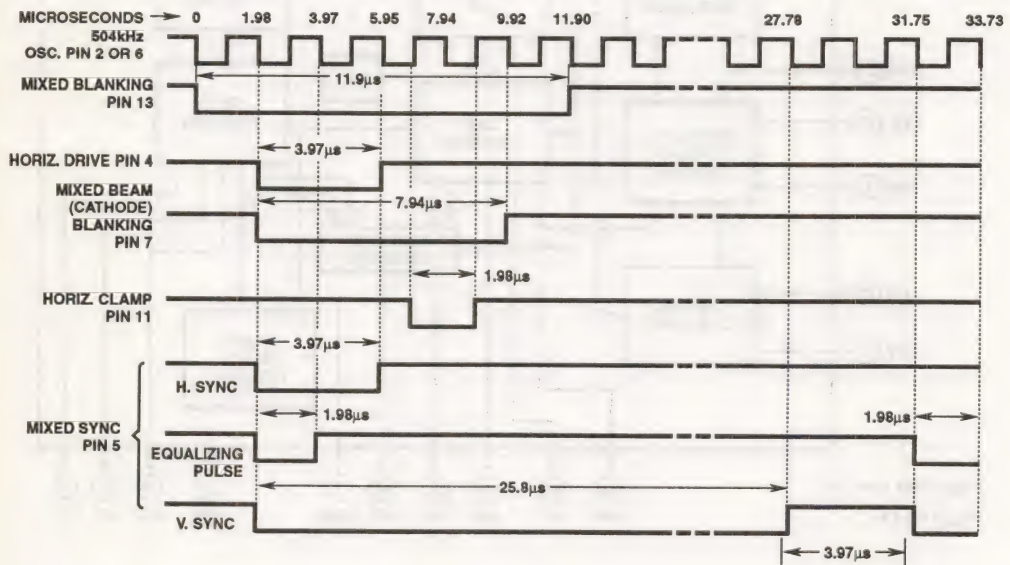 MICROSECONDS → 0 1.98 3.97 5.95 7.94 9.92 11.90 27.78 31.75 33.73
504kHz
OSC. PIN 2 OR 6
11.9µs
MIXED BLANKING
PIN 13
3.97µs
HORIZ. DRIVE PIN 4
MIXED BEAM
(CATHODE)
BLANKING
PIN 7
7.94µs
1.98µs
HORIZ. CLAMP
PIN 11
3.97µs
H. SYNC
1.98µs
1.98µs
MIXED SYNC
PIN 5
EQUALIZING
PULSE
25.8µs
V. SYNC
3.97µs